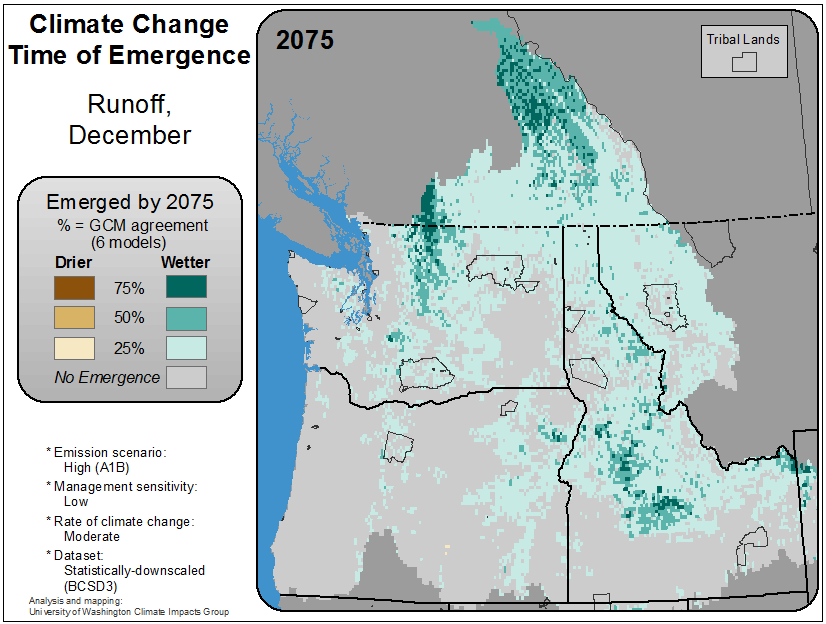 Climate Change
Time of Emergence
Runoff,
December
Emerged by 2075
% = GCM agreement
(6 models)
Drier Wetter
75%
50%
25%
No Emergence
* Emission scenario:
High (A1B)
* Management sensitivity:
Low
* Rate of climate change:
Moderate
* Dataset:
Statistically-downscaled
(BCSD3)
Analysis and mapping:
University of Washington Climate Impacts Group
2075
Tribal Lands